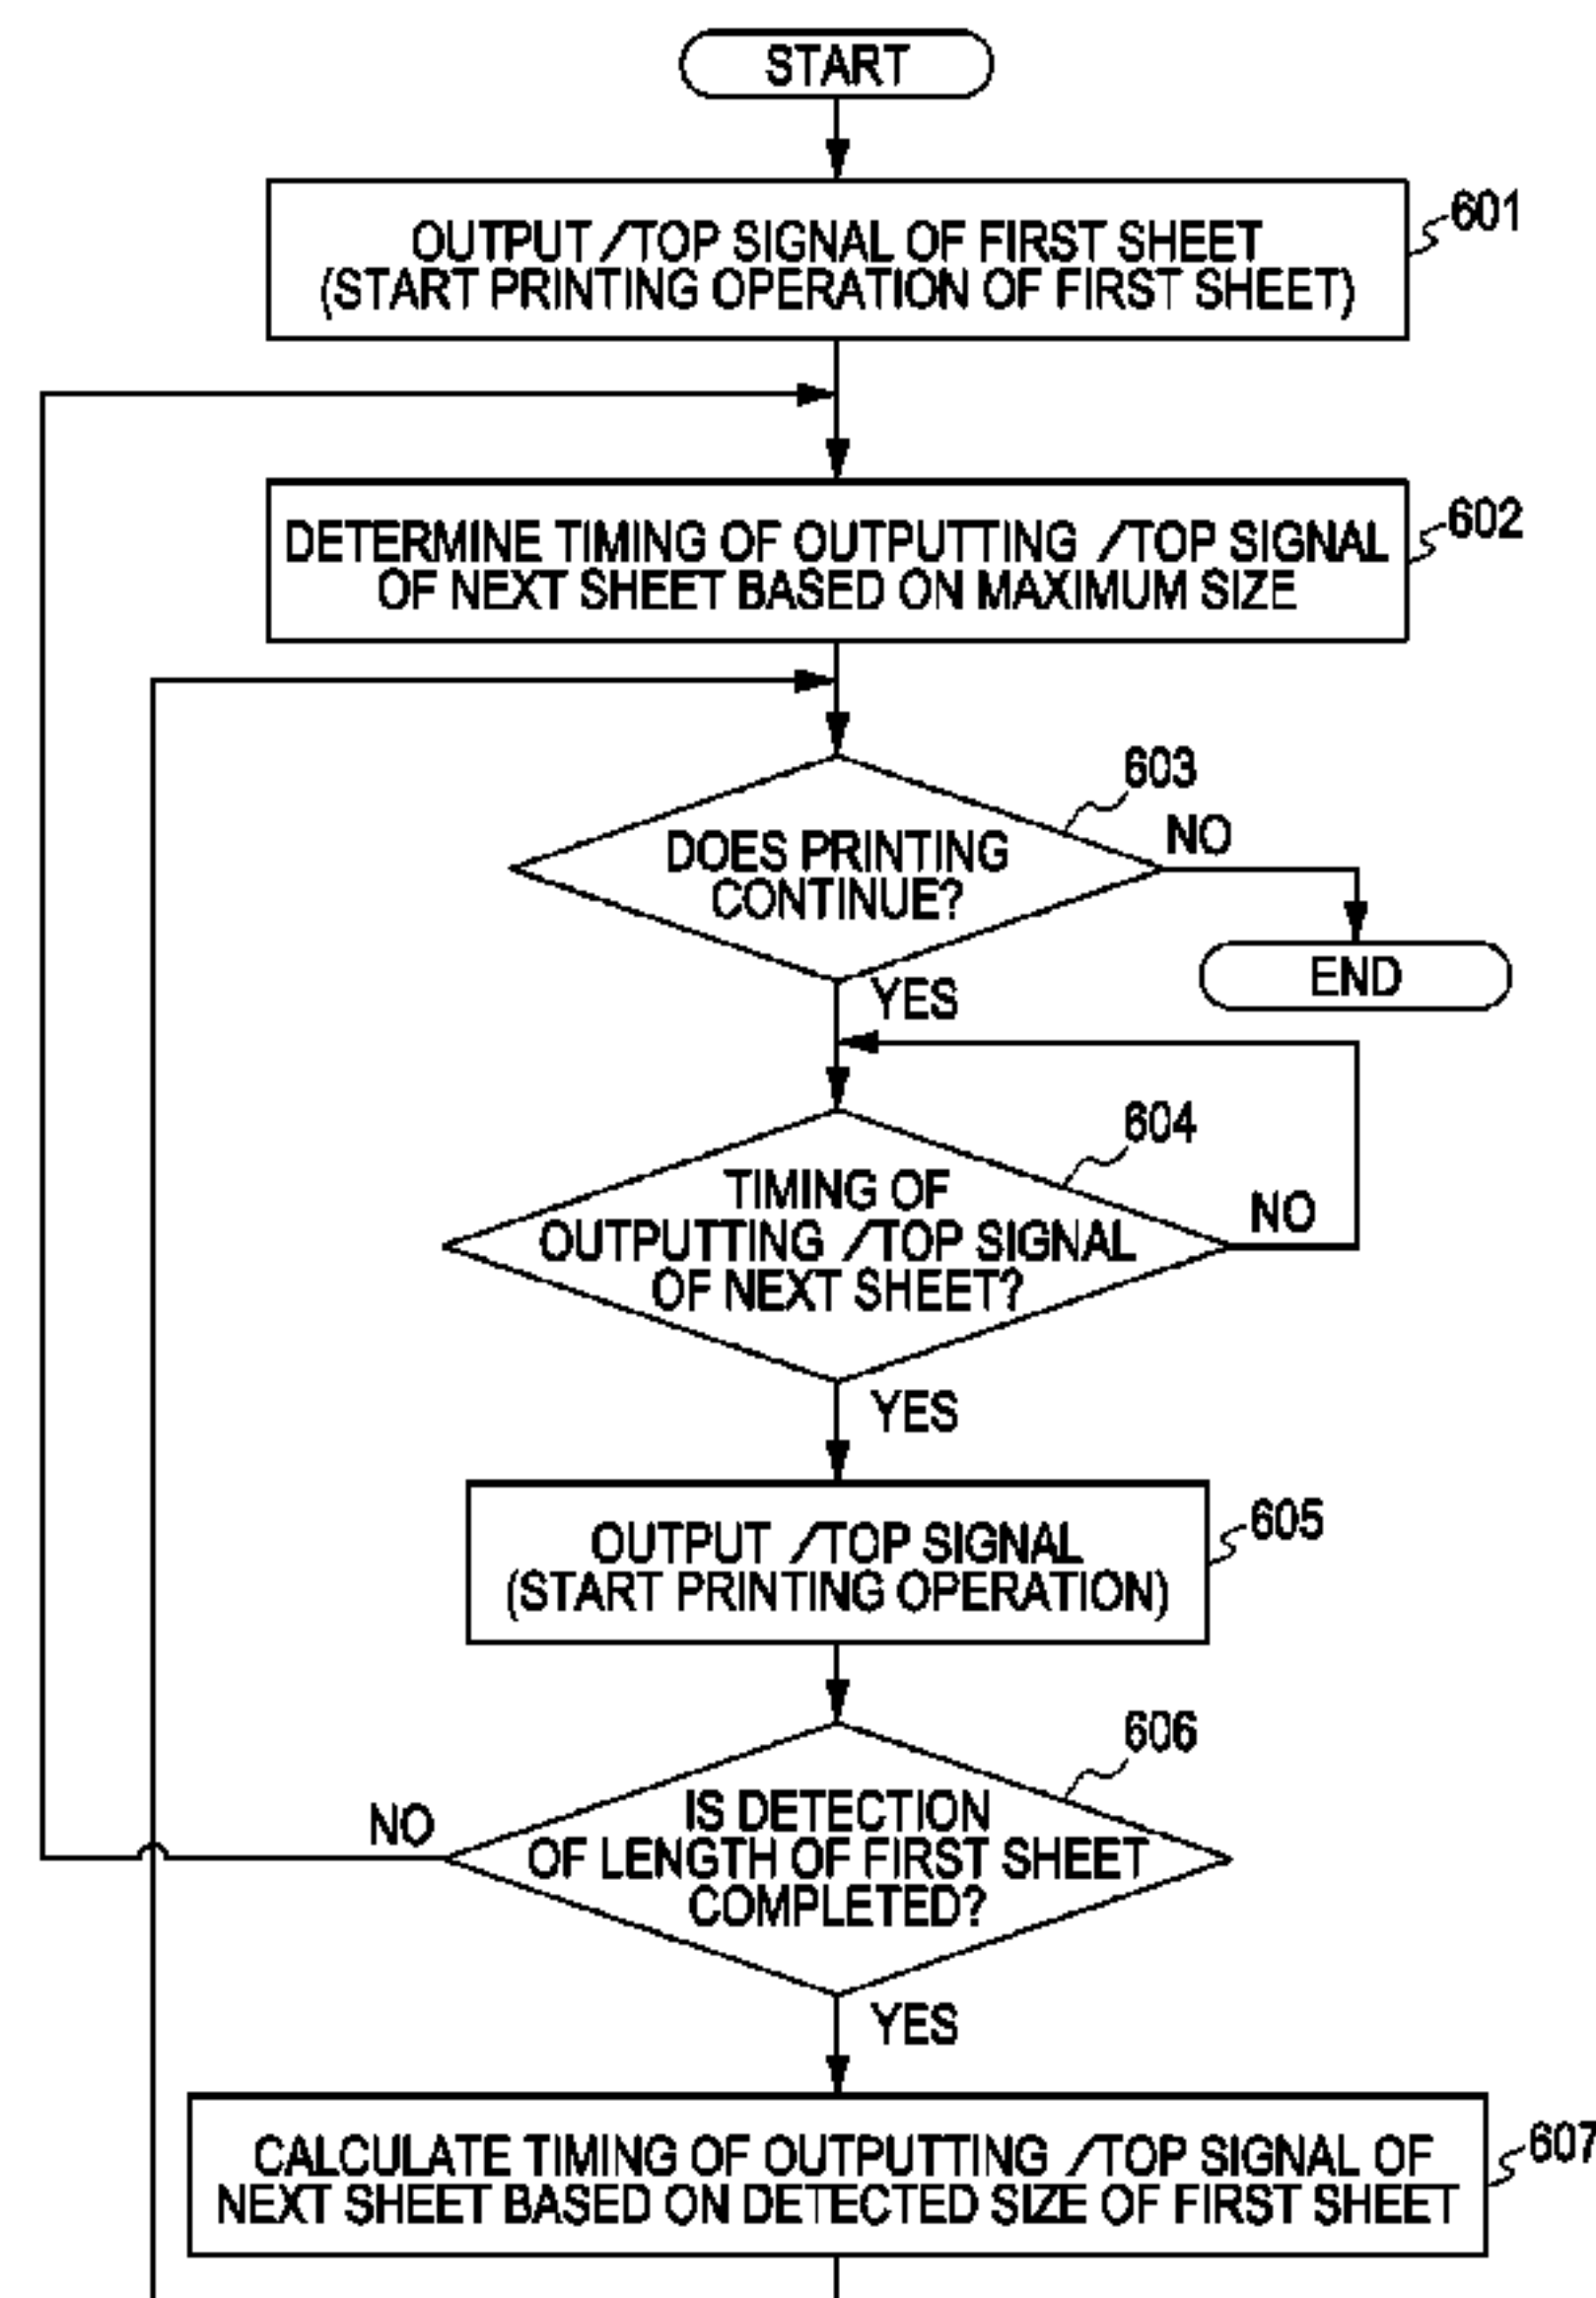 START
OUTPUT /TOP SIGNAL OF FIRST SHEET
(START PRINTING OPERATION OF FIRST SHEET)
601
DETERMINE TIMING OF OUTPUTTING /TOP SIGNAL
OF NEXT SHEET BASED ON MAXIMUM SIZE
602
603
DOES PRINTING
CONTINUE?
NO
END
YES
604
TIMING OF
OUTPUTTING /TOP SIGNAL
OF NEXT SHEET?
NO
YES
OUTPUT /TOP SIGNAL
(START PRINTING OPERATION)
605
606
IS DETECTION
OF LENGTH OF FIRST SHEET
COMPLETED?
NO
YES
CALCULATE TIMING OF OUTPUTTING /TOP SIGNAL OF
NEXT SHEET BASED ON DETECTED SIZE OF FIRST SHEET
607